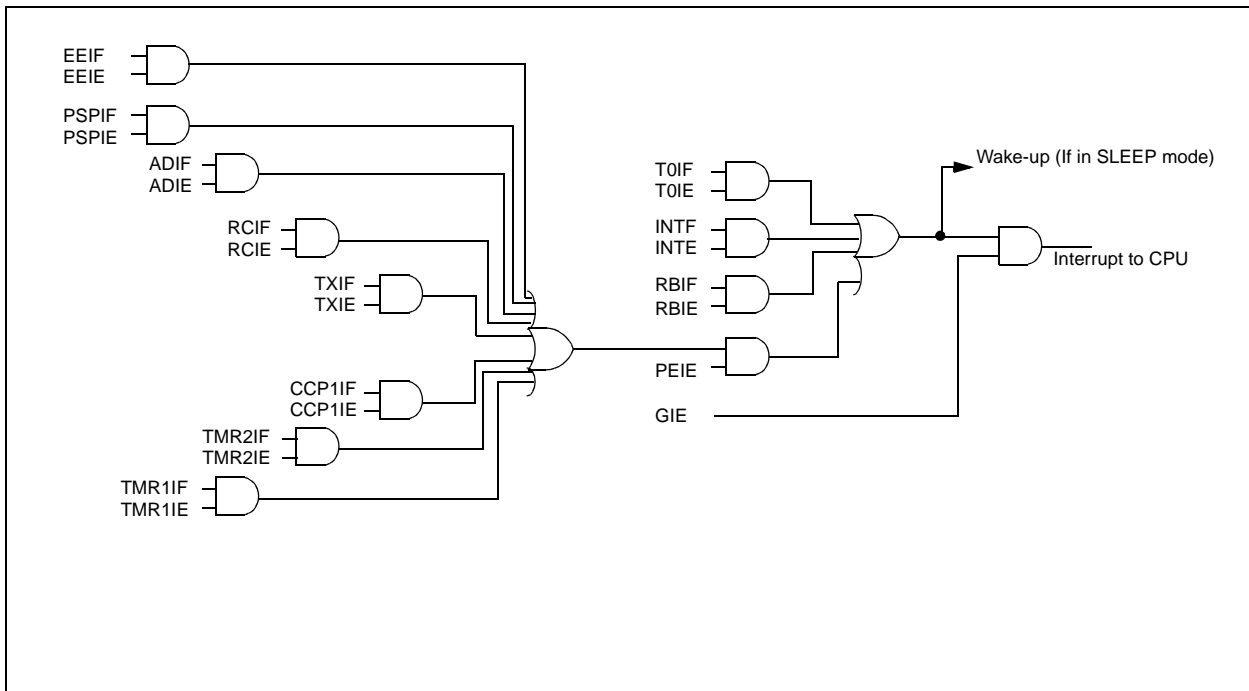 EEIF
EEIE
PSPIF
PSPIE
ADIF
ADIE
RCIF
RCIE
TXIF
TXIE
CCP1IF
CCP1IE
TMR2IF
TMR2IE
TMR1IF
TMR1IE
T0IF
T0IE
INTF
INTE
RBIF
RBIE
PEIE
GIE
Wake-up (If in SLEEP mode)
Interrupt to CPU